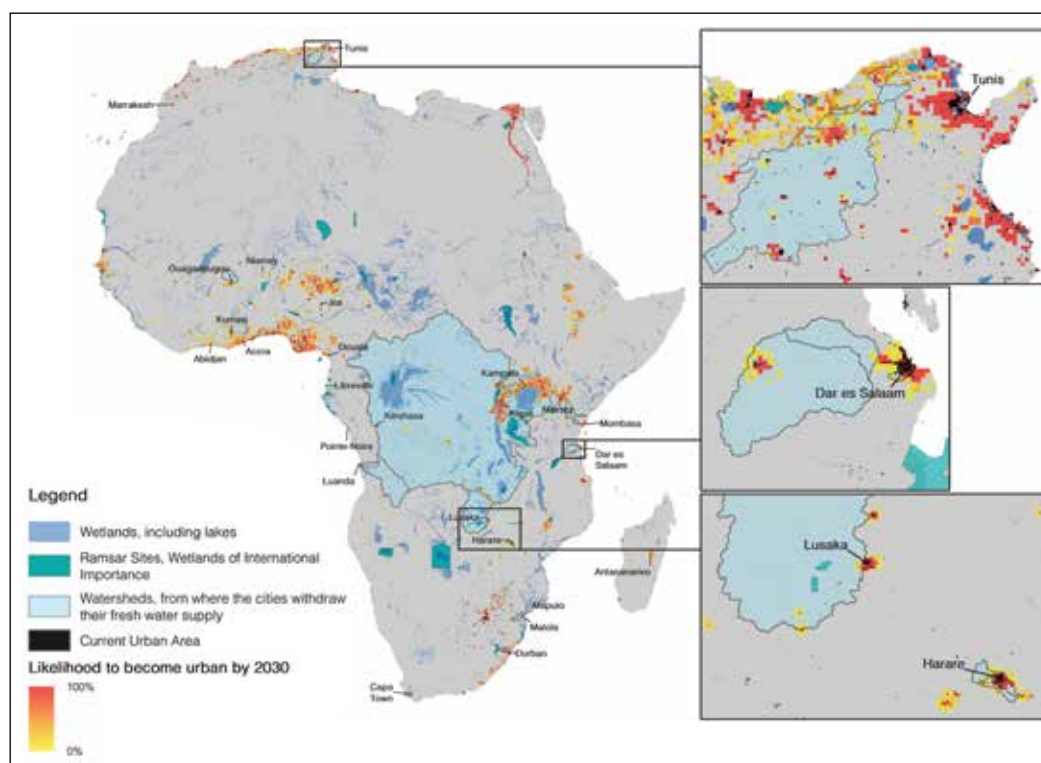 Tunis
Marrakesh
Ouagadougou
Niamey
Jos
Kumasi
Abidjan
Accra
Douala
Libreville
Kampala
Kigali
Nairobi
Kinshasa
Mombasa
Pointe-Noire
Dar es
Salaam
Luanda
Lusaka
Harare
Antananarivo
Maputo
Matola
Durban
Cape
Town
Tunis
Dar es Salaam
Lusaka
Harare
Legend
Wetlands, including lakes
Ramsar Sites, Wetlands of International
Importance
Watersheds, from where the cities withdraw
their fresh water supply
Current Urban Area
Likelihood to become urban by 2030
100%
0%